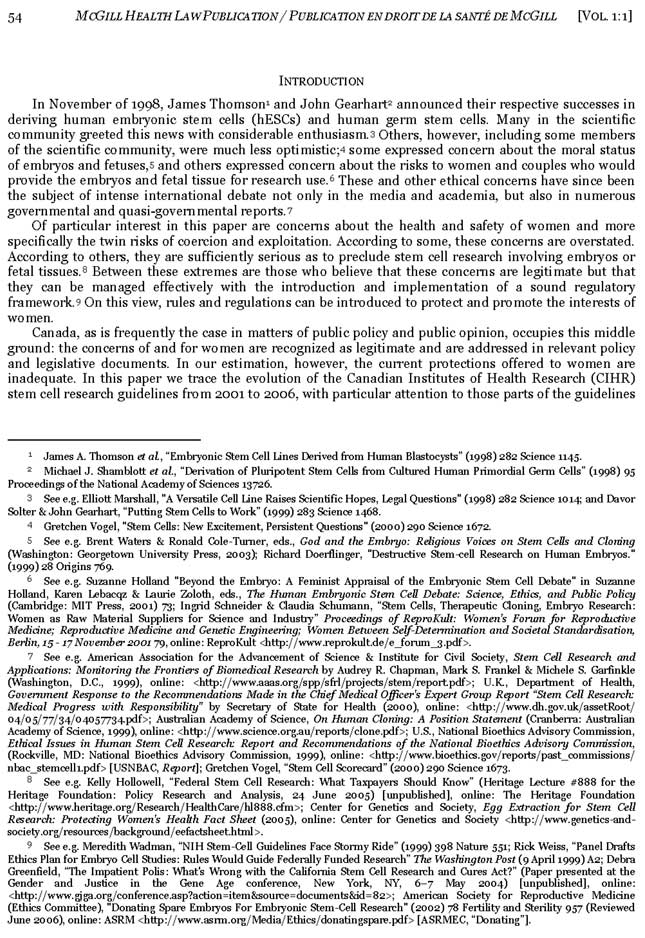 54 MCGILL HEALTH LAW PUBLICATION / PUBLICATION EN DROIT DE LA SANTÉ DE MCGILL [VOL. 1:1]
INTRODUCTION
In November of 1998, James Thomson1 and John Gearhart2 announced their respective successes in
deriving human embryonic stem cells (hESCs) and human germ stem cells. Many in the scientific
community greeted this news with considerable enthusiasm.3 Others, however, including some members
of the scientific community, were much less optimistic;4 some expressed concern about the moral status
of embryos and fetuses,5 and others expressed concern about the risks to women and couples who would
provide the embryos and fetal tissue for research use.6 These and other ethical concerns have since been
the subject of intense international debate not only in the media and academia, but also in numerous
governmental and quasi-governmental reports.7
Of particular interest in this paper are concerns about the health and safety of women and more
specifically the twin risks of coercion and exploitation. According to some, these concerns are overstated.
According to others, they are sufficiently serious as to preclude stem cell research involving embryos or
fetal tissues.8 Between these extremes are those who believe that these concerns are legitimate but that
they can be managed effectively with the introduction and implementation of a sound regulatory
framework.9 On this view, rules and regulations can be introduced to protect and promote the interests of
women.
Canada, as is frequently the case in matters of public policy and public opinion, occupies this middle
ground: the concerns of and for women are recognized as legitimate and are addressed in relevant policy
and legislative documents. In our estimation, however, the current protections offered to women are
inadequate. In this paper we trace the evolution of the Canadian Institutes of Health Research (CIHR)
stem cell research guidelines from 2001 to 2006, with particular attention to those parts of the guidelines
1 James A. Thomson et al., “Embryonic Stem Cell Lines Derived from Human Blastocysts” (1998) 282 Science 1145.
2 Michael J. Shamblott et al., “Derivation of Pluripotent Stem Cells from Cultured Human Primordial Germ Cells” (1998) 95
Proceedings of the National Academy of Sciences 13726.
3 See e.g. Elliott Marshall, "A Versatile Cell Line Raises Scientific Hopes, Legal Questions" (1998) 282 Science 1014; and Davor
Solter & John Gearhart, “Putting Stem Cells to Work” (1999) 283 Science 1468.
4 Gretchen Vogel, "Stem Cells: New Excitement, Persistent Questions" (2000) 290 Science 1672.
5 See e.g. Brent Waters & Ronald Cole-Turner, eds., God and the Embryo: Religious Voices on Stem Cells and Cloning
(Washington: Georgetown University Press, 2003); Richard Doerflinger, "Destructive Stem-cell Research on Human Embryos."
(1999) 28 Origins 769.
6 See e.g. Suzanne Holland "Beyond the Embryo: A Feminist Appraisal of the Embryonic Stem Cell Debate" in Suzanne
Holland, Karen Lebacqz & Laurie Zoloth, eds., The Human Embryonic Stem Cell Debate: Science, Ethics, and Public Policy
(Cambridge: MIT Press, 2001) 73; Ingrid Schneider & Claudia Schumann, “Stem Cells, Therapeutic Cloning, Embryo Research:
Women as Raw Material Suppliers for Science and Industry” Proceedings of ReproKult: Women's Forum for Reproductive
Medicine; Reproductive Medicine and Genetic Engineering; Women Between Self-Determination and Societal Standardisation,
Berlin, 15 - 17 November 2001 79, online: ReproKult <http://www.reprokult.de/e_forum_3.pdf>.
7 See e.g. American Association for the Advancement of Science & Institute for Civil Society, Stem Cell Research and
Applications: Monitoring the Frontiers of Biomedical Research by Audrey R. Chapman, Mark S. Frankel & Michele S. Garfinkle
(Washington, D.C., 1999), online: <http://www.aaas.org/spp/sfrl/projects/stem/report.pdf>; U.K., Department of Health,
Government Response to the Recommendations Made in the Chief Medical Officer's Expert Group Report “Stem Cell Research:
Medical Progress with Responsibility” by Secretary of State for Health (2000), online: <http://www.dh.gov.uk/assetRoot/
04/05/77/34/04057734.pdf>; Australian Academy of Science, On Human Cloning: A Position Statement (Cranberra: Australian
Academy of Science, 1999), online: <http://www.science.org.au/reports/clone.pdf>; U.S., National Bioethics Advisory Commission,
Ethical Issues in Human Stem Cell Research: Report and Recommendations of the National Bioethics Advisory Commission,
(Rockville, MD: National Bioethics Advisory Commission, 1999), online: <http://www.bioethics.gov/reports/past_commissions/
nbac_stemcell1.pdf> [USNBAC, Report]; Gretchen Vogel, “Stem Cell Scorecard” (2000) 290 Science 1673.
8 See e.g. Kelly Hollowell, “Federal Stem Cell Research: What Taxpayers Should Know” (Heritage Lecture #888 for the
Heritage Foundation: Policy Research and Analysis, 24 June 2005) [unpublished], online: The Heritage Foundation
<http://www.heritage.org/Research/HealthCare/hl888.cfm>; Center for Genetics and Society, Egg Extraction for Stem Cell
Research: Protecting Women's Health Fact Sheet (2005), online: Center for Genetics and Society <http://www.genetics-and-
society.org/resources/background/eefactsheet.html>.
9 See e.g. Meredith Wadman, “NIH Stem-Cell Guidelines Face Stormy Ride” (1999) 398 Nature 551; Rick Weiss, “Panel Drafts
Ethics Plan for Embryo Cell Studies: Rules Would Guide Federally Funded Research” The Washington Post (9 April 1999) A2; Debra
Greenfield, “The Impatient Polis: What's Wrong with the California Stem Cell Research and Cures Act?” (Paper presented at the
Gender and Justice in the Gene Age conference, New York, NY, 6–7 May 2004) [unpublished], online:
<http://www.gjga.org/conference.asp?action=item&source=documents&id=82>; American Society for Reproductive Medicine
(Ethics Committee), "Donating Spare Embryos For Embryonic Stem-Cell Research" (2002) 78 Fertility and Sterility 957 (Reviewed
June 2006), online: ASRM <http://www.asrm.org/Media/Ethics/donatingspare.pdf> [ASRMEC, “Donating”].